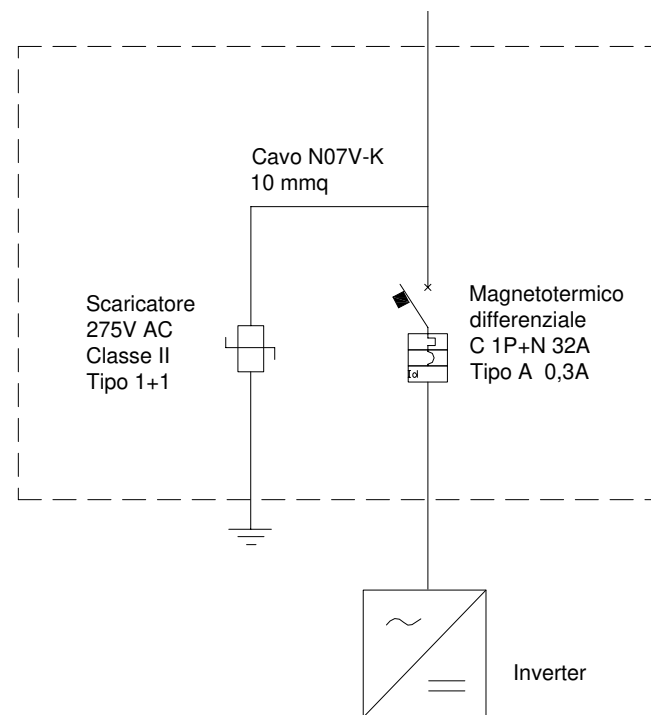 Cavo N07V-K
10 mmq
Scaricatore
275V AC
Classe II
Tipo 1+1
Magnetotermico
differenziale
C 1P+N 32A
Tipo A 0,3A
Id
Inverter